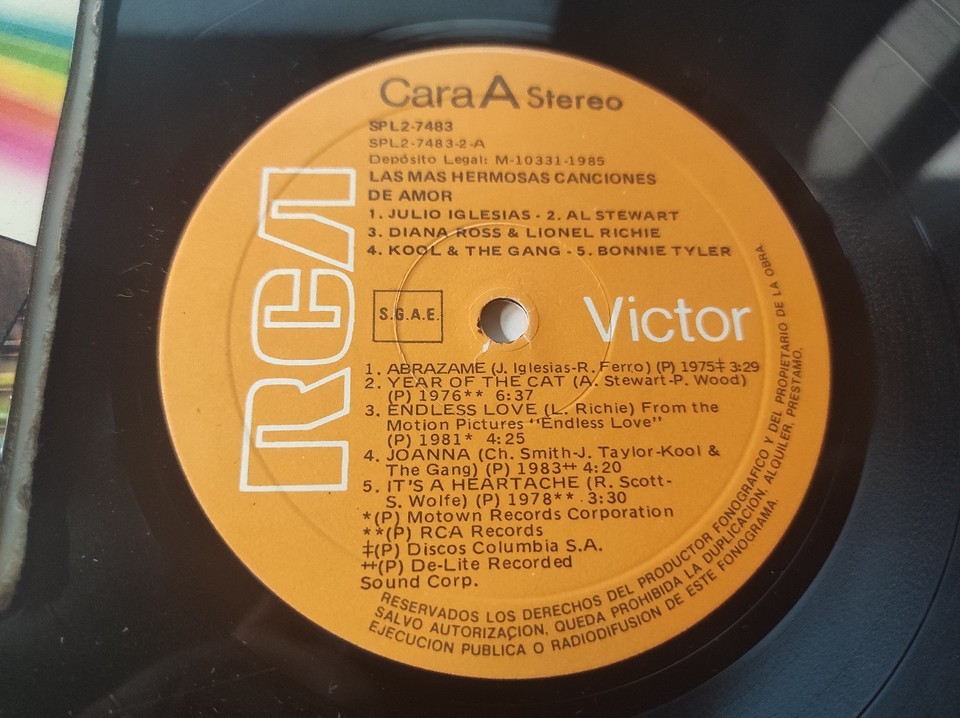 Cara A Stereo
SPL2-7483
SPL2-7483-2-A
Depósito Legal: M-10331-1985
LAS MAS HERMOSAS CANCIONES
DE AMOR
1. JULIO IGLESIAS - 2. AL STEWART
3. DIANA ROSS & LIONEL RICHIE
4. KOOL & THE GANG - 5. BONNIE TYLER
RCA
S.G.A.E.
Victor
1. ABRAZAME (J. Iglesias-R. Ferro) (P) 1975‡ 3:29
2. YEAR OF THE CAT (A. Stewart-P. Wood)
(P) 1976** 6:37
3. ENDLESS LOVE (L. Richie) From the
Motion Pictures "Endless Love"
(P) 1981* 4:25
4. JOANNA (Ch. Smith-J. Taylor-Kool &
The Gang) (P) 1983‡‡ 4:20
5. IT'S A HEARTACHE (R. Scott-
S. Wolfe) (P) 1978** 3:30
*(P) Motown Records Corporation
**(P) RCA Records
‡(P) Discos Columbia S.A.
‡‡(P) De-Lite Recorded
Sound Corp.
RESERVADOS LOS DERECHOS DEL PRODUCTOR FONOGRAFICO Y DEL PROPIETARIO DE LA OBRA.
SALVO AUTORIZACION, QUEDA PROHIBIDA LA DUPLICACION, ALQUILER, PRESTAMO,
EJECUCION PUBLICA O RADIODIFUSION DE ESTE FONOGRAMA.